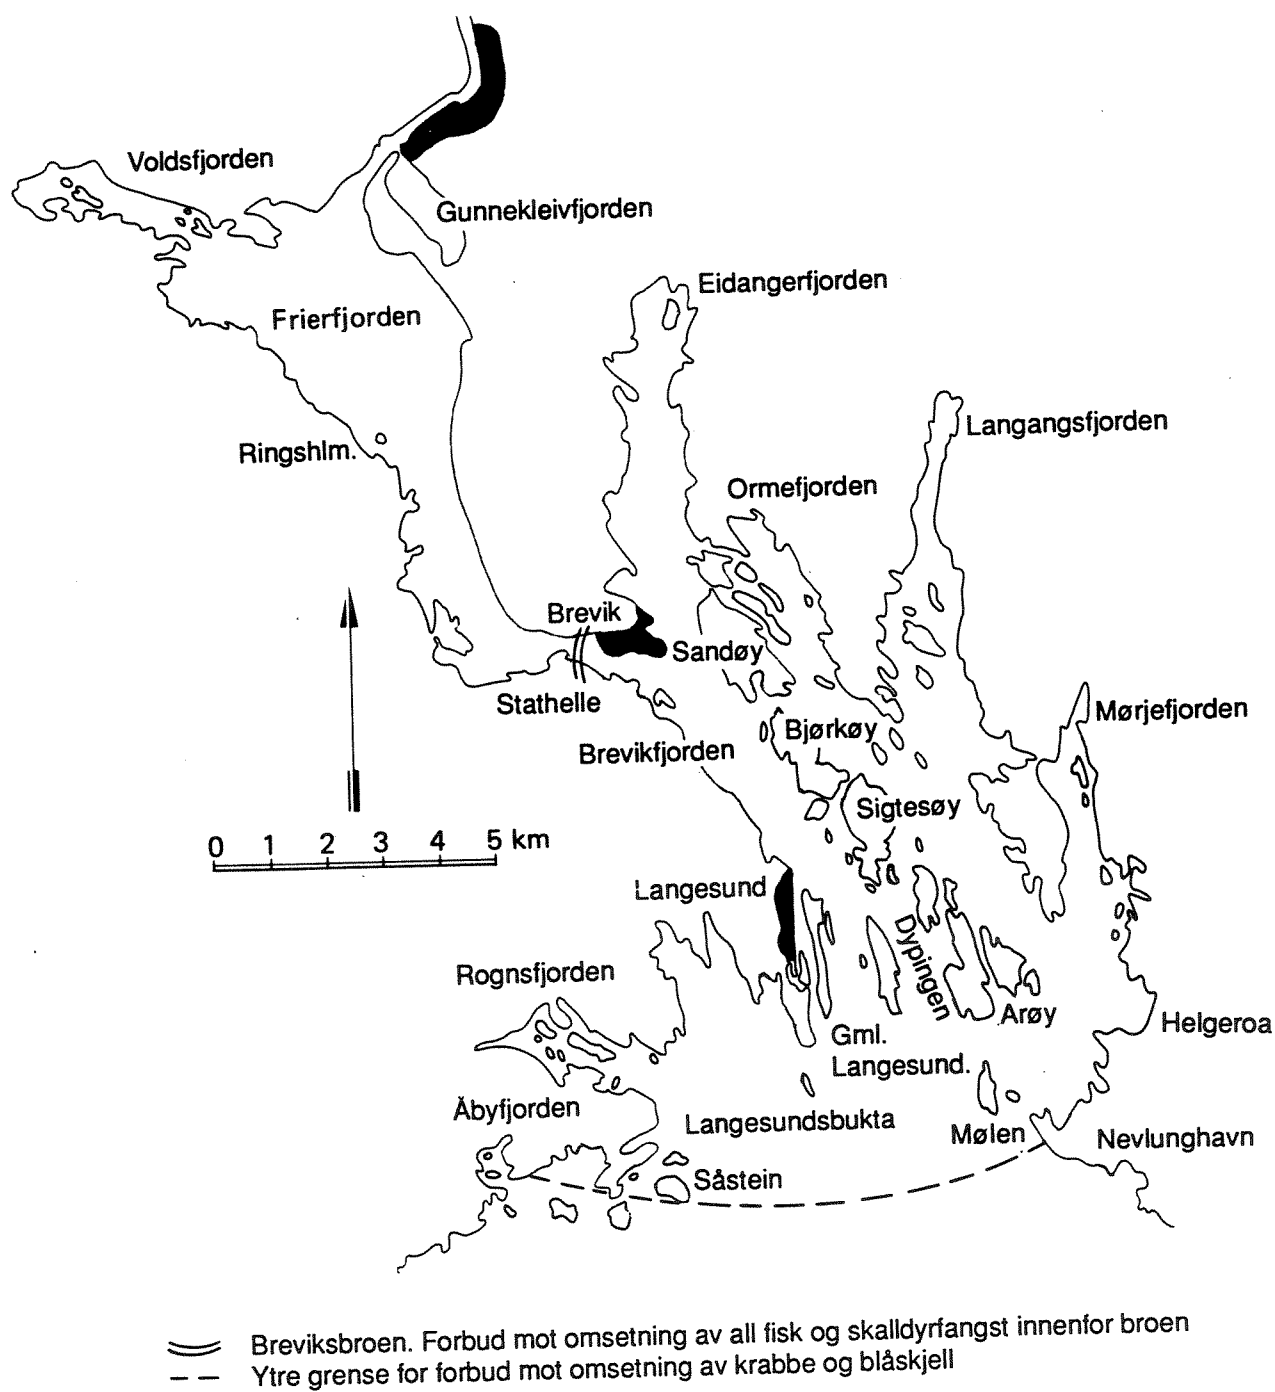 Voldsfjorden
Gunnekleivfjorden
Eidangerfjorden
Frierfjorden
Langangsfjorden
Ringshlm.
Ormefjorden
Brevik
Sandøy
Stathelle
Mørjefjorden
Bjørkøy
Brevikfjorden
Sigtesøy
0 1 2 3 4 5 km
Langesund
Dypingen
Rognsfjorden
Arøy
Helgeroa
Gml.
Langesund.
Åbyfjorden
Langesundsbukta
Mølen
Nevlunghavn
Såstein
Breviksbroen. Forbud mot omsetning av all fisk og skalldyrfangst innenfor broen
Ytre grense for forbud mot omsetning av krabbe og blåskjell